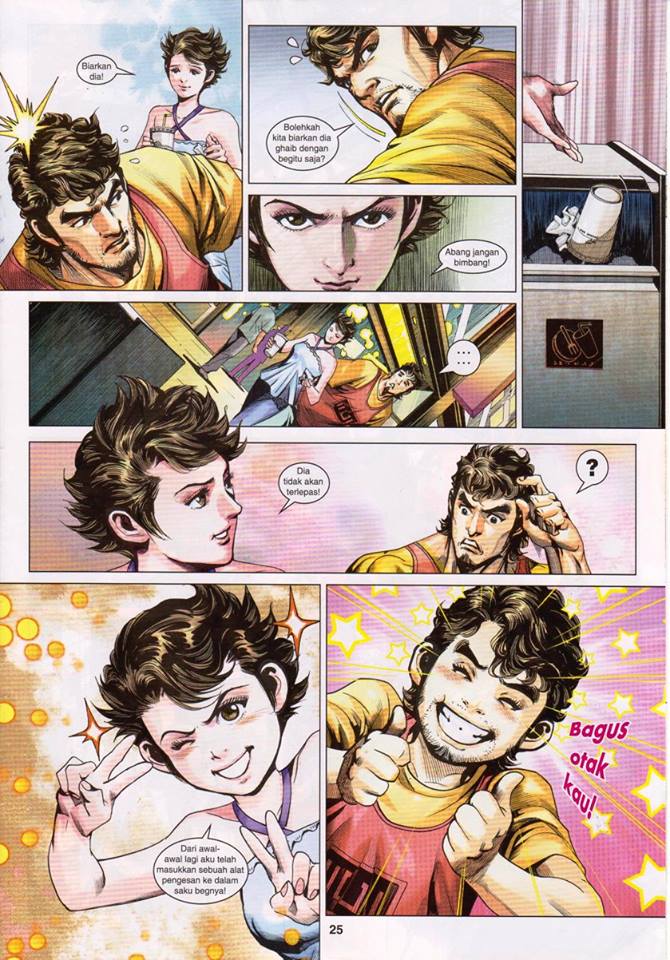 Biarkan
dia!
Bolehkah
kita biarkan dia
ghaib dengan
begitu saja?
Abang jangan
bimbang!
...
...
Dia
tidak akan
terlepas!
?
Dari awal-
awal lagi aku telah
masukkan sebuah alat
pengesan ke dalam
saku begnya!
Bagus
otak
kau!
25